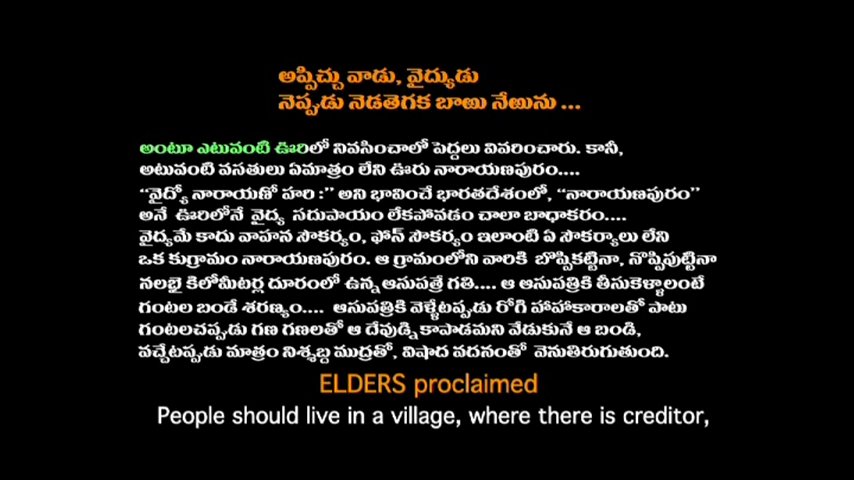 అప్పిచ్చు వాడు, వైద్యుడు
నెప్పుడు నెడతెగక బాఱు నేఱును ...
అంటూ ఎటువంటి ఊరిలో నివసించాలో పెద్దలు వివరించారు. కానీ,
అటువంటి వసతులు ఏమాత్రం లేని ఊరు నారాయణపురం....
“వైద్యో నారాయణో హరి :” అని భావించే భారతదేశంలో, “నారాయణపురం”
అనే ఊరిలోనే వైద్య సదుపాయం లేకపోవడం చాలా బాధాకరం....
వైద్యమే కాదు వాహన సౌకర్యం, ఫోన్ సౌకర్యం ఇలాంటి ఏ సౌకర్యాలు లేని
ఒక కుగ్రామం నారాయణపురం. ఆ గ్రామంలోని వారికి బొప్పికట్టినా, నొప్పిపుట్టినా
నలభై కిలోమీటర్ల దూరంలో ఉన్న ఆసుపత్రే గతి.... ఆ ఆసుపత్రికి తీసుకెళ్ళాలంటే
గంటల బండే శరణ్యం.... ఆసుపత్రికి వెళ్ళేటప్పుడు రోగి హాహాకారాలతో పాటు
గంటలచప్పుడు గణ గణలతో ఆ దేవుడ్ని కాపాడమని వేడుకునే ఆ బండి,
వచ్చేటప్పుడు మాత్రం నిశ్శబ్ద ముద్రతో, విషాద వదనంతో వెనుతిరుగుతుంది.
ELDERS proclaimed
People should live in a village, where there is creditor,